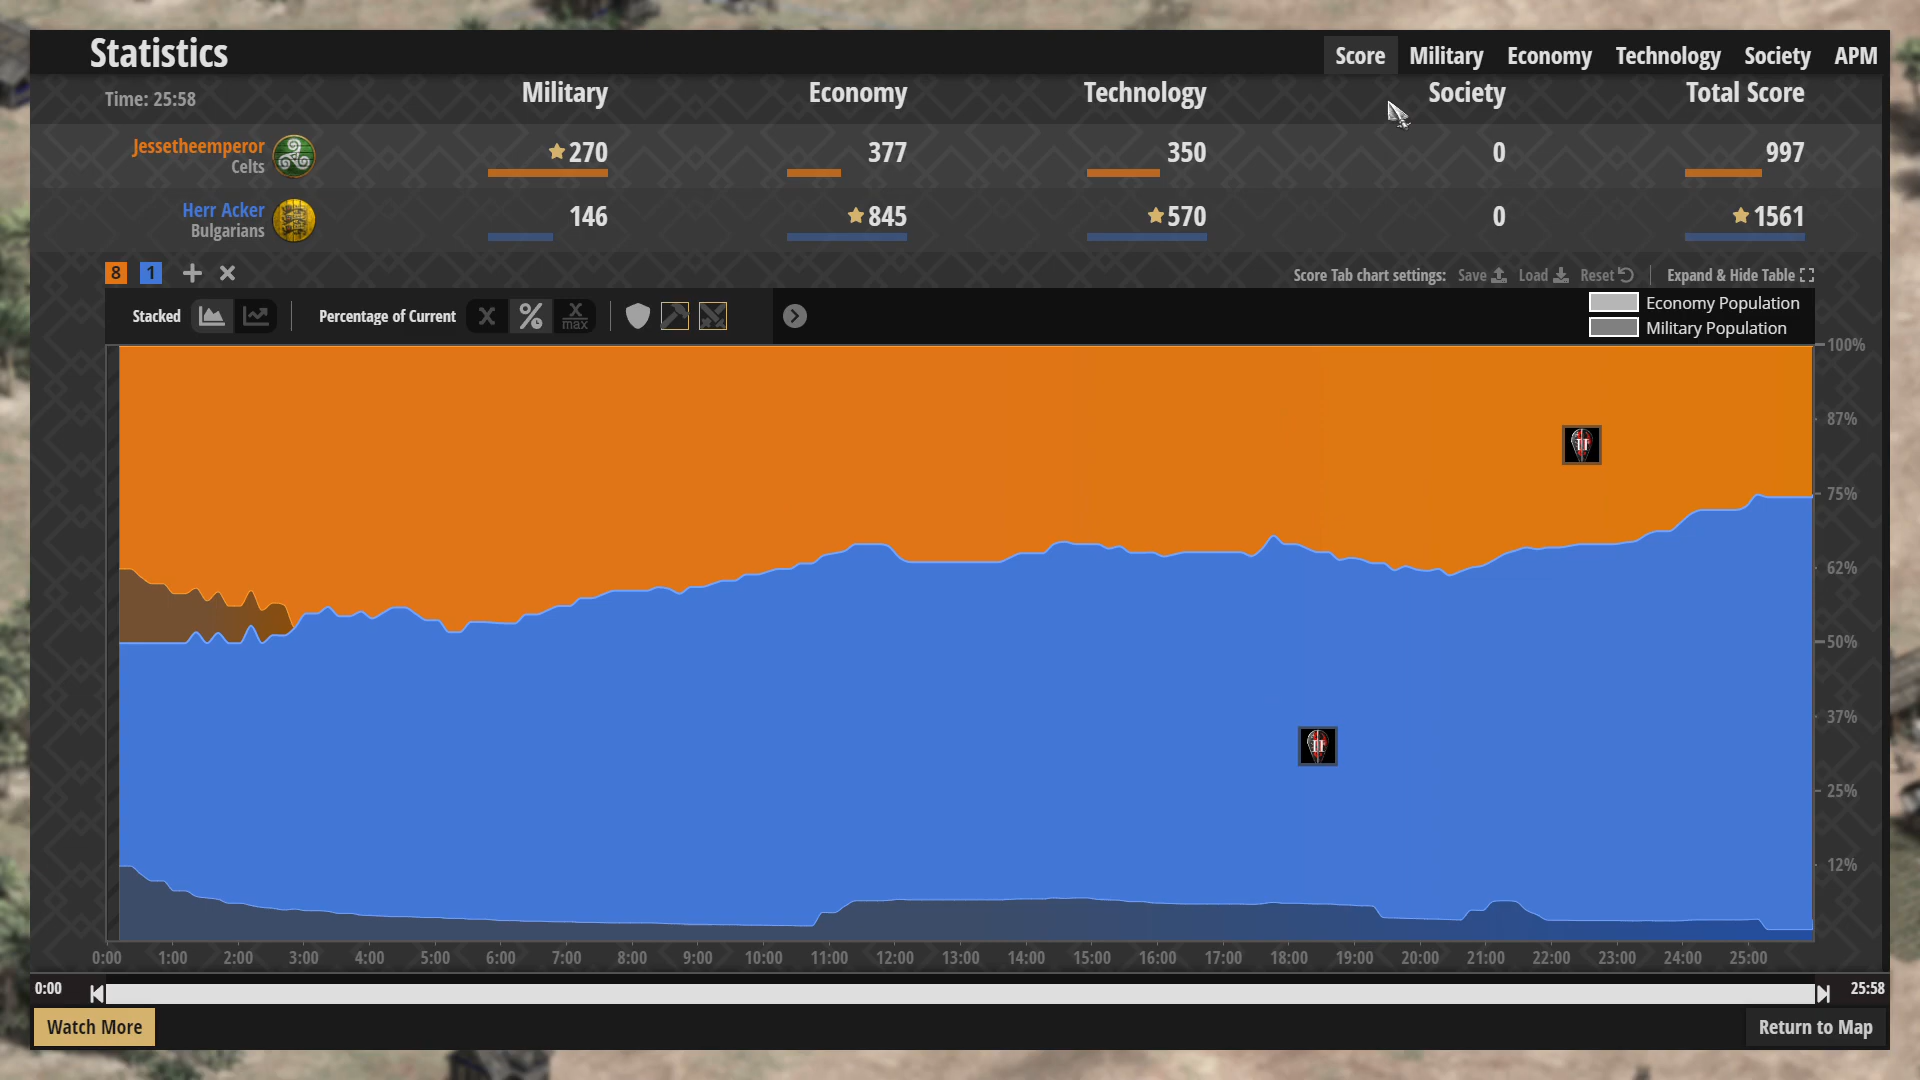 Statistics
Score Military Economy Technology Society APM
Time: 25:58 Military Economy Technology Society Total Score
Jessetheemperor
Celts
270 377 350 0 997
Herr Acker
Bulgarians
146 845 570 0 1561
8 1
Score Tab chart settings: Save Load Reset Expand & Hide Table
Stacked Percentage of Current X % X max
Economy Population
Military Population
100%
87%
II
75%
62%
50%
37%
II
25%
12%
0:00 1:00 2:00 3:00 4:00 5:00 6:00 7:00 8:00 9:00 10:00 11:00 12:00 13:00 14:00 15:00 16:00 17:00 18:00 19:00 20:00 21:00 22:00 23:00 24:00 25:00
0:00 25:58
Watch More Return to Map